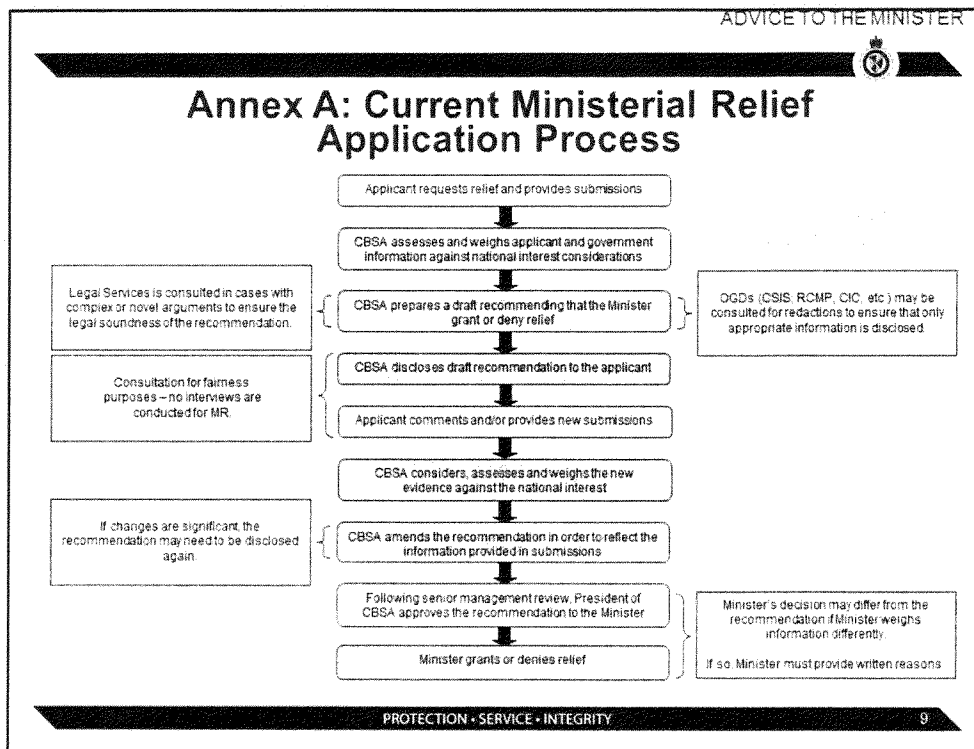 ADVICE TO THE MINISTER
Annex A: Current Ministerial Relief
Application Process
Applicant requests relief and provides submissions
CBSA assesses and weighs applicant and government
information against national interest considerations
Legal Services is consulted in cases with
complex or novel arguments to ensure the
legal soundness of the recommendation.
CBSA prepares a draft recommending that the Minister
grant or deny relief
OGDs (CSIS, RCMP, CIC, etc.) may be
consulted for redactions to ensure that only
appropriate information is disclosed.
CBSA discloses draft recommendation to the applicant
Consultation for fairness
purposes – no interviews are
conducted for MR.
Applicant comments and/or provides new submissions
CBSA considers, assesses and weighs the new
evidence against the national interest
If changes are significant, the
recommendation may need to be disclosed
again.
CBSA amends the recommendation in order to reflect the
information provided in submissions
Following senior management review, President of
CBSA approves the recommendation to the Minister
Minister's decision may differ from the
recommendation if Minister weighs
information differently.
If so, Minister must provide written reasons
Minister grants or denies relief
PROTECTION • SERVICE • INTEGRITY
9